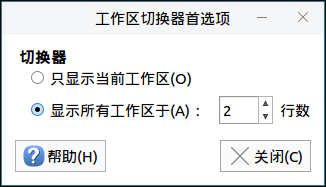 工作区切换器首选项
切换器
只显示当前工作区(O)
显示所有工作区于(A)： 2 行数
帮助(H) 关闭(C)